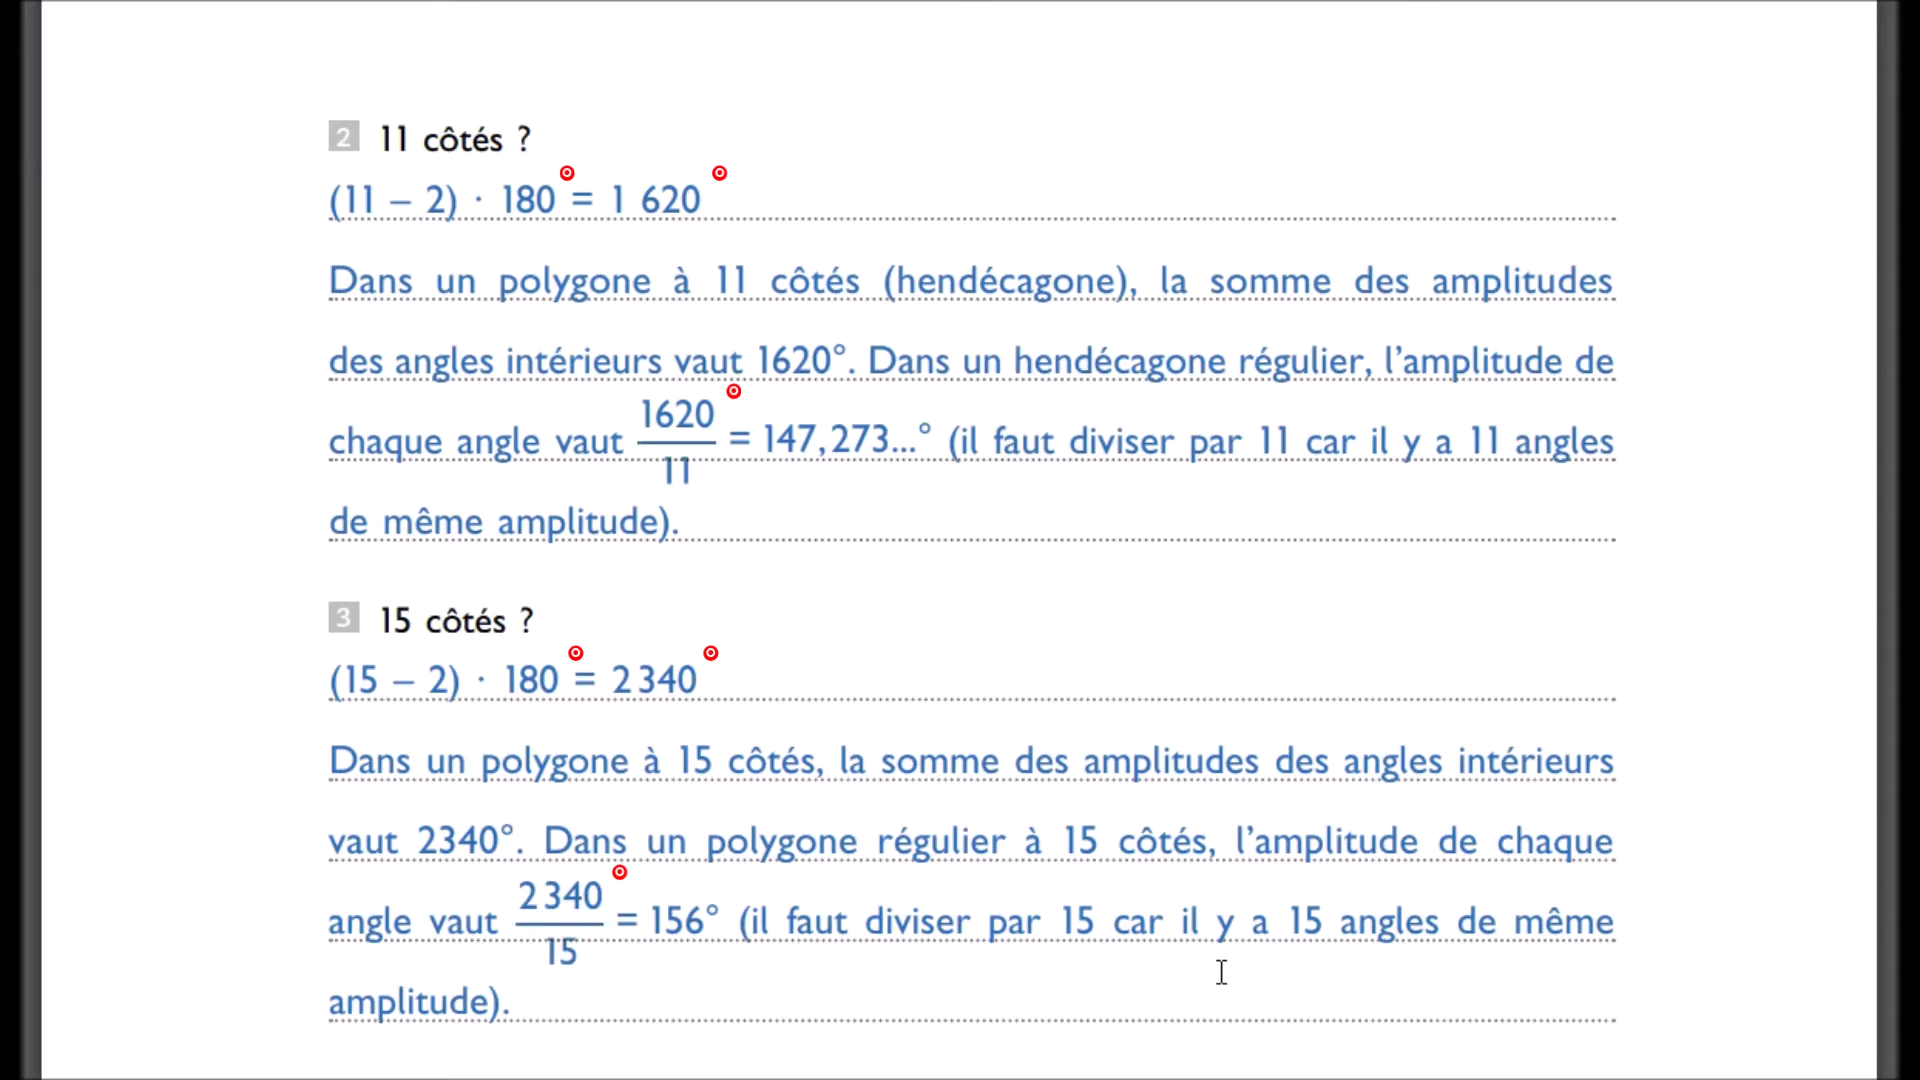 2 11 côtés ?
(11 – 2) · 180° = 1 620°
Dans un polygone à 11 côtés (hendécagone), la somme des amplitudes
des angles intérieurs vaut 1620°. Dans un hendécagone régulier, l’amplitude de
chaque angle vaut 1620°/11 = 147,273...° (il faut diviser par 11 car il y a 11 angles
de même amplitude).
3 15 côtés ?
(15 – 2) · 180° = 2 340°
Dans un polygone à 15 côtés, la somme des amplitudes des angles intérieurs
vaut 2340°. Dans un polygone régulier à 15 côtés, l’amplitude de chaque
angle vaut 2 340°/15 = 156° (il faut diviser par 15 car il y a 15 angles de même
amplitude).